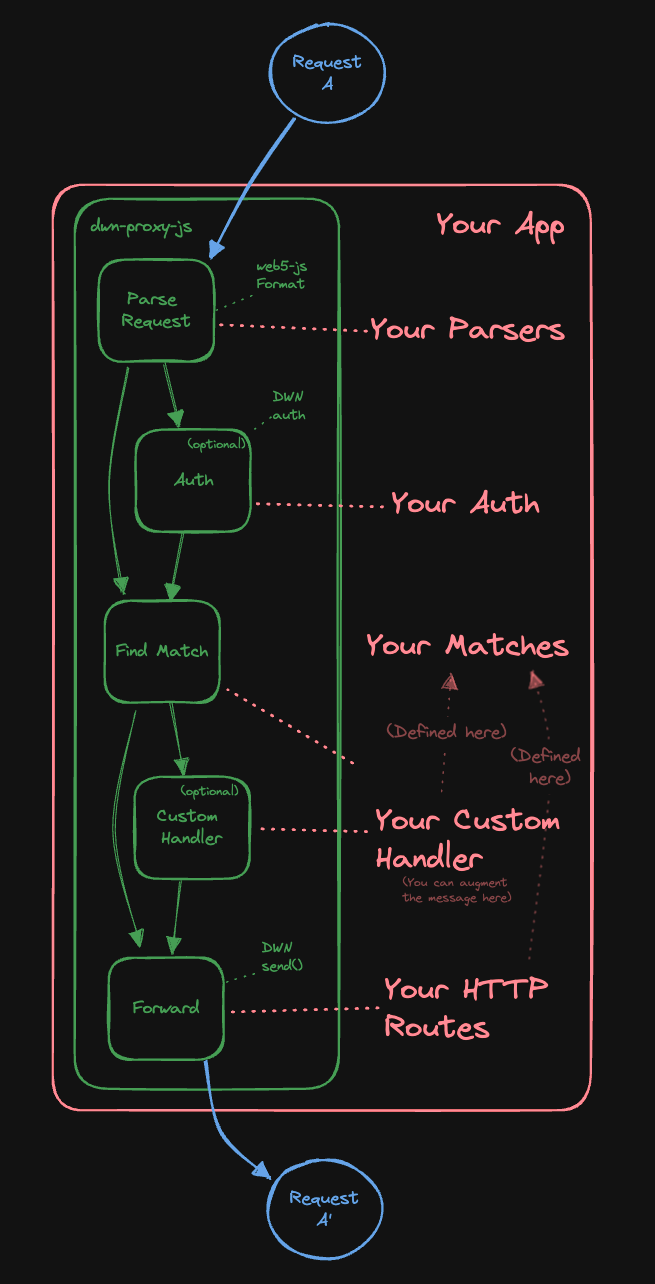 Request
A
dwn-proxy-js
Your App
web5-js
Format
Parse
Request
Your Parsers
DWN
auth
(optional)
Auth
Your Auth
Find Match
Your Matches
(Defined here)
(Defined
here)
(optional)
Custom
Handler
Your Custom
Handler
(You can augment
the message here)
DWN
send()
Forward
Your HTTP
Routes
Request
A'